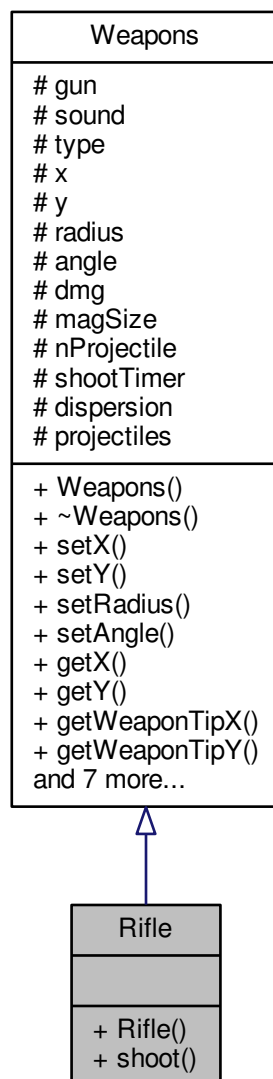 Weapons
# gun
# sound
# type
# x
# y
# radius
# angle
# dmg
# magSize
# nProjectile
# shootTimer
# dispersion
# projectiles
+ Weapons()
+ ~Weapons()
+ setX()
+ setY()
+ setRadius()
+ setAngle()
+ getX()
+ getY()
+ getWeaponTipX()
+ getWeaponTipY()
and 7 more...
Rifle
+ Rifle()
+ shoot()